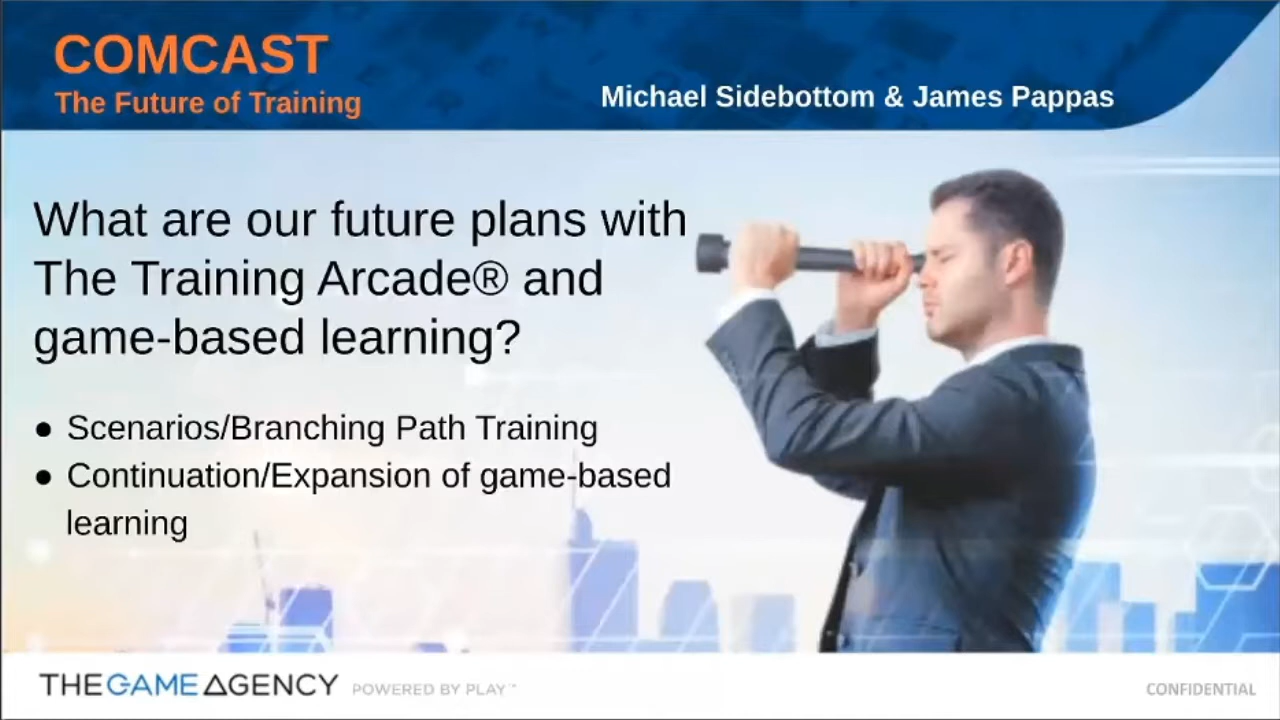 COMCAST
The Future of Training
Michael Sidebottom & James Pappas
What are our future plans with
The Training Arcade® and
game-based learning?
● Scenarios/Branching Path Training
● Continuation/Expansion of game-based
learning
THEGAMEAGENCY POWERED BY PLAY™
CONFIDENTIAL